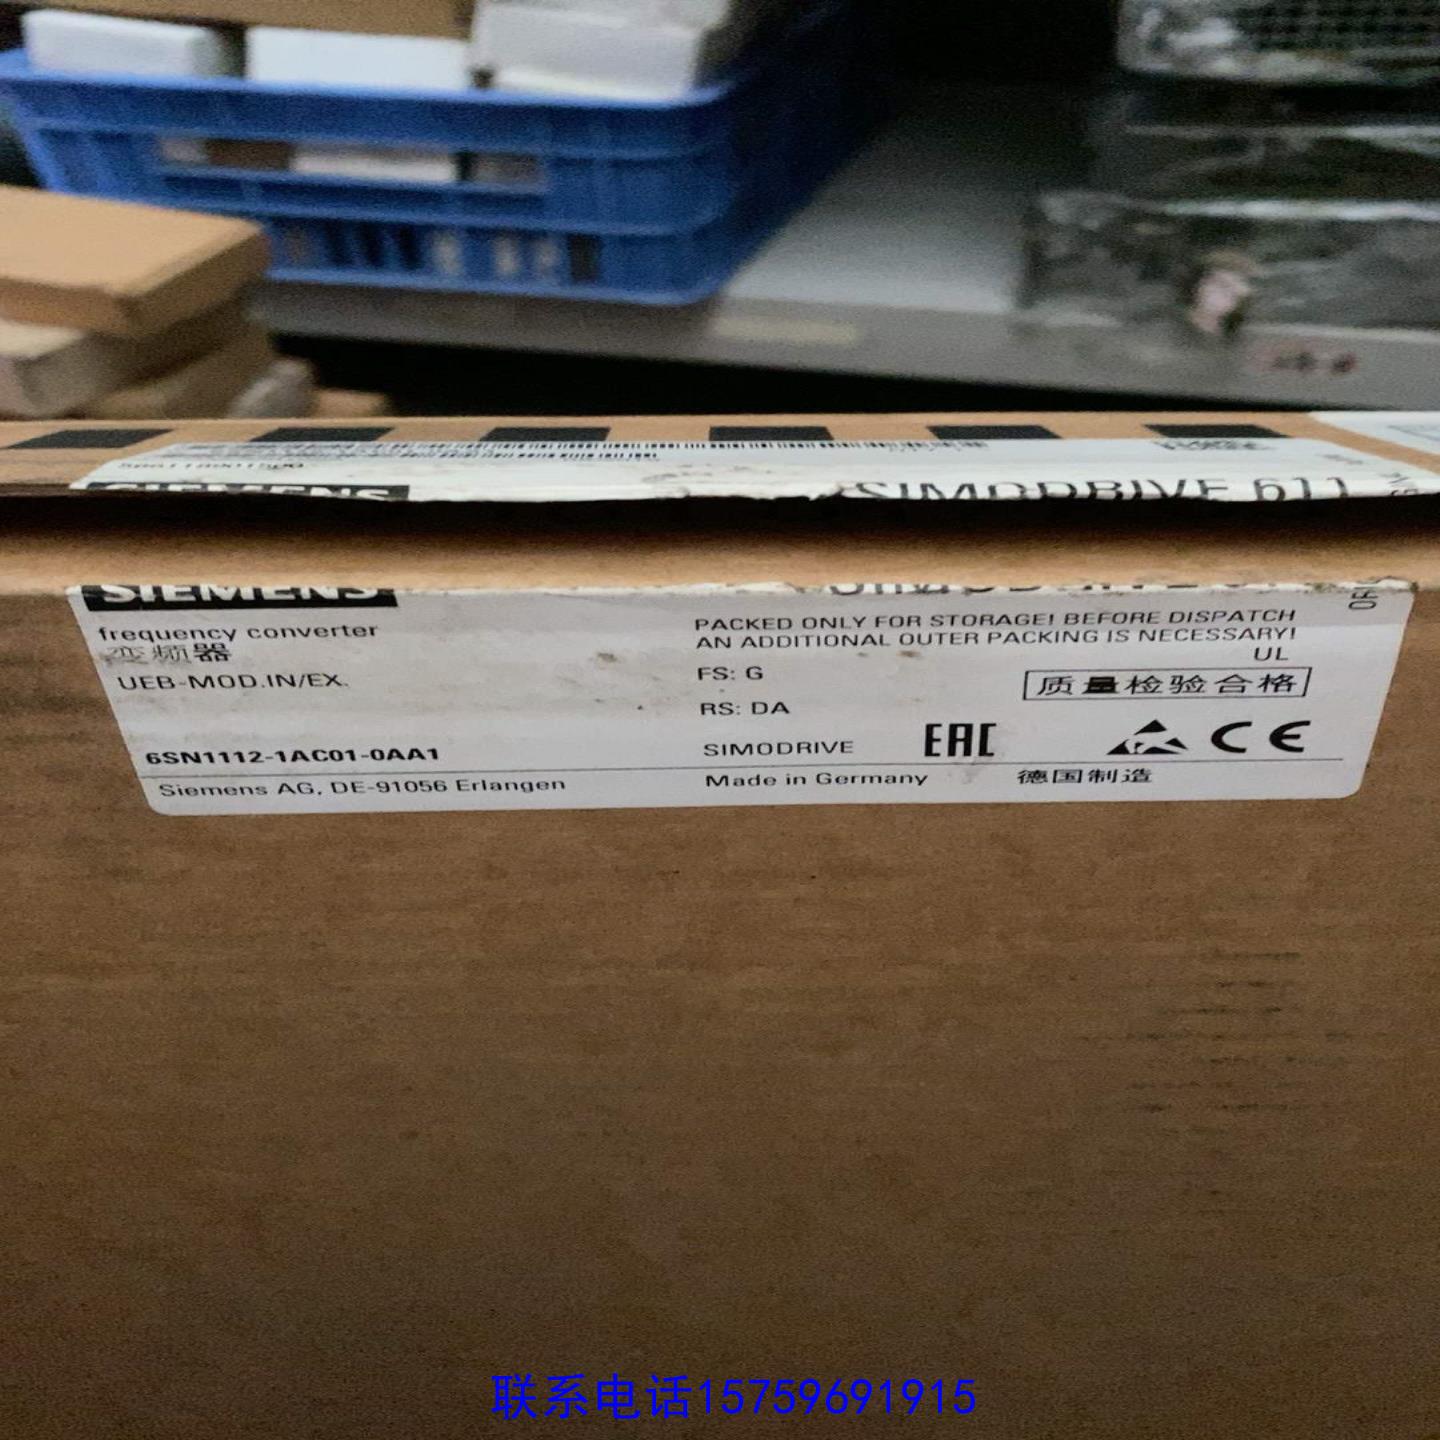 SIEMENS
SIMODRIVE 611
SIEMENS
frequency converter
变频器
UEB-MOD.IN/EX.
6SN1112-1AC01-0AA1
Siemens AG, DE-91056 Erlangen
PACKED ONLY FOR STORAGE! BEFORE DISPATCH
AN ADDITIONAL OUTER PACKING IS NECESSARY!
UL
FS: G
质量检验合格
RS: DA
SIMODRIVE
EAC
CE
Made in Germany
德国制造
联系电话15759691915